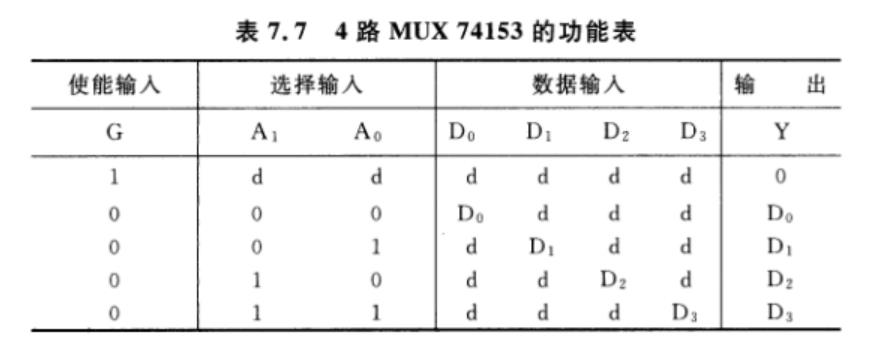 表 7.7 4 路 MUX 74153 的功能表
使能输入 选择输入 数据输入 输 出
G A₁ A₀ D₀ D₁ D₂ D₃ Y
1 d d d d d d 0
0 0 0 D₀ d d d D₀
0 0 1 d D₁ d d D₁
0 1 0 d d D₂ d D₂
0 1 1 d d d D₃ D₃